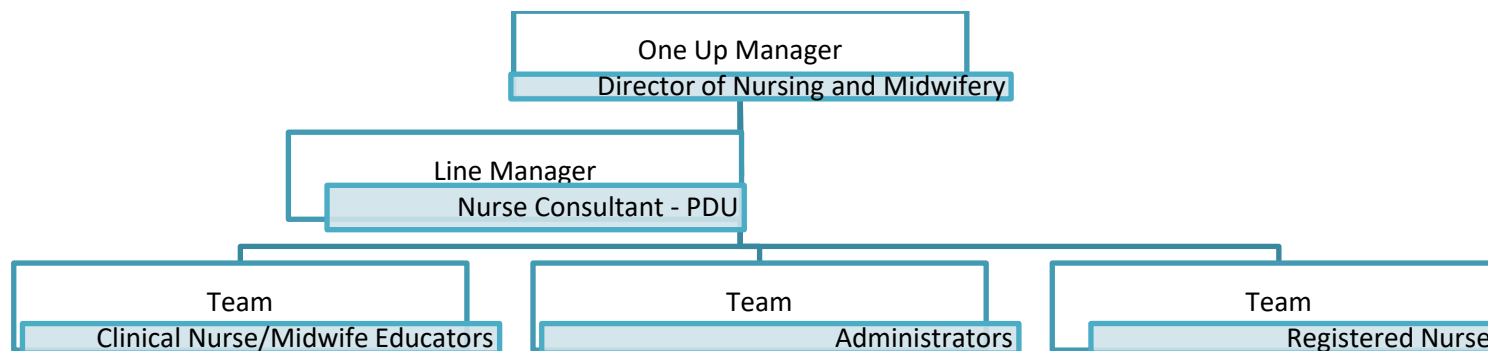 One Up Manager
Director of Nursing and Midwifery
Line Manager
Nurse Consultant - PDU
Team
Clinical Nurse/Midwife Educators
Team
Administrators
Team
Registered Nurse